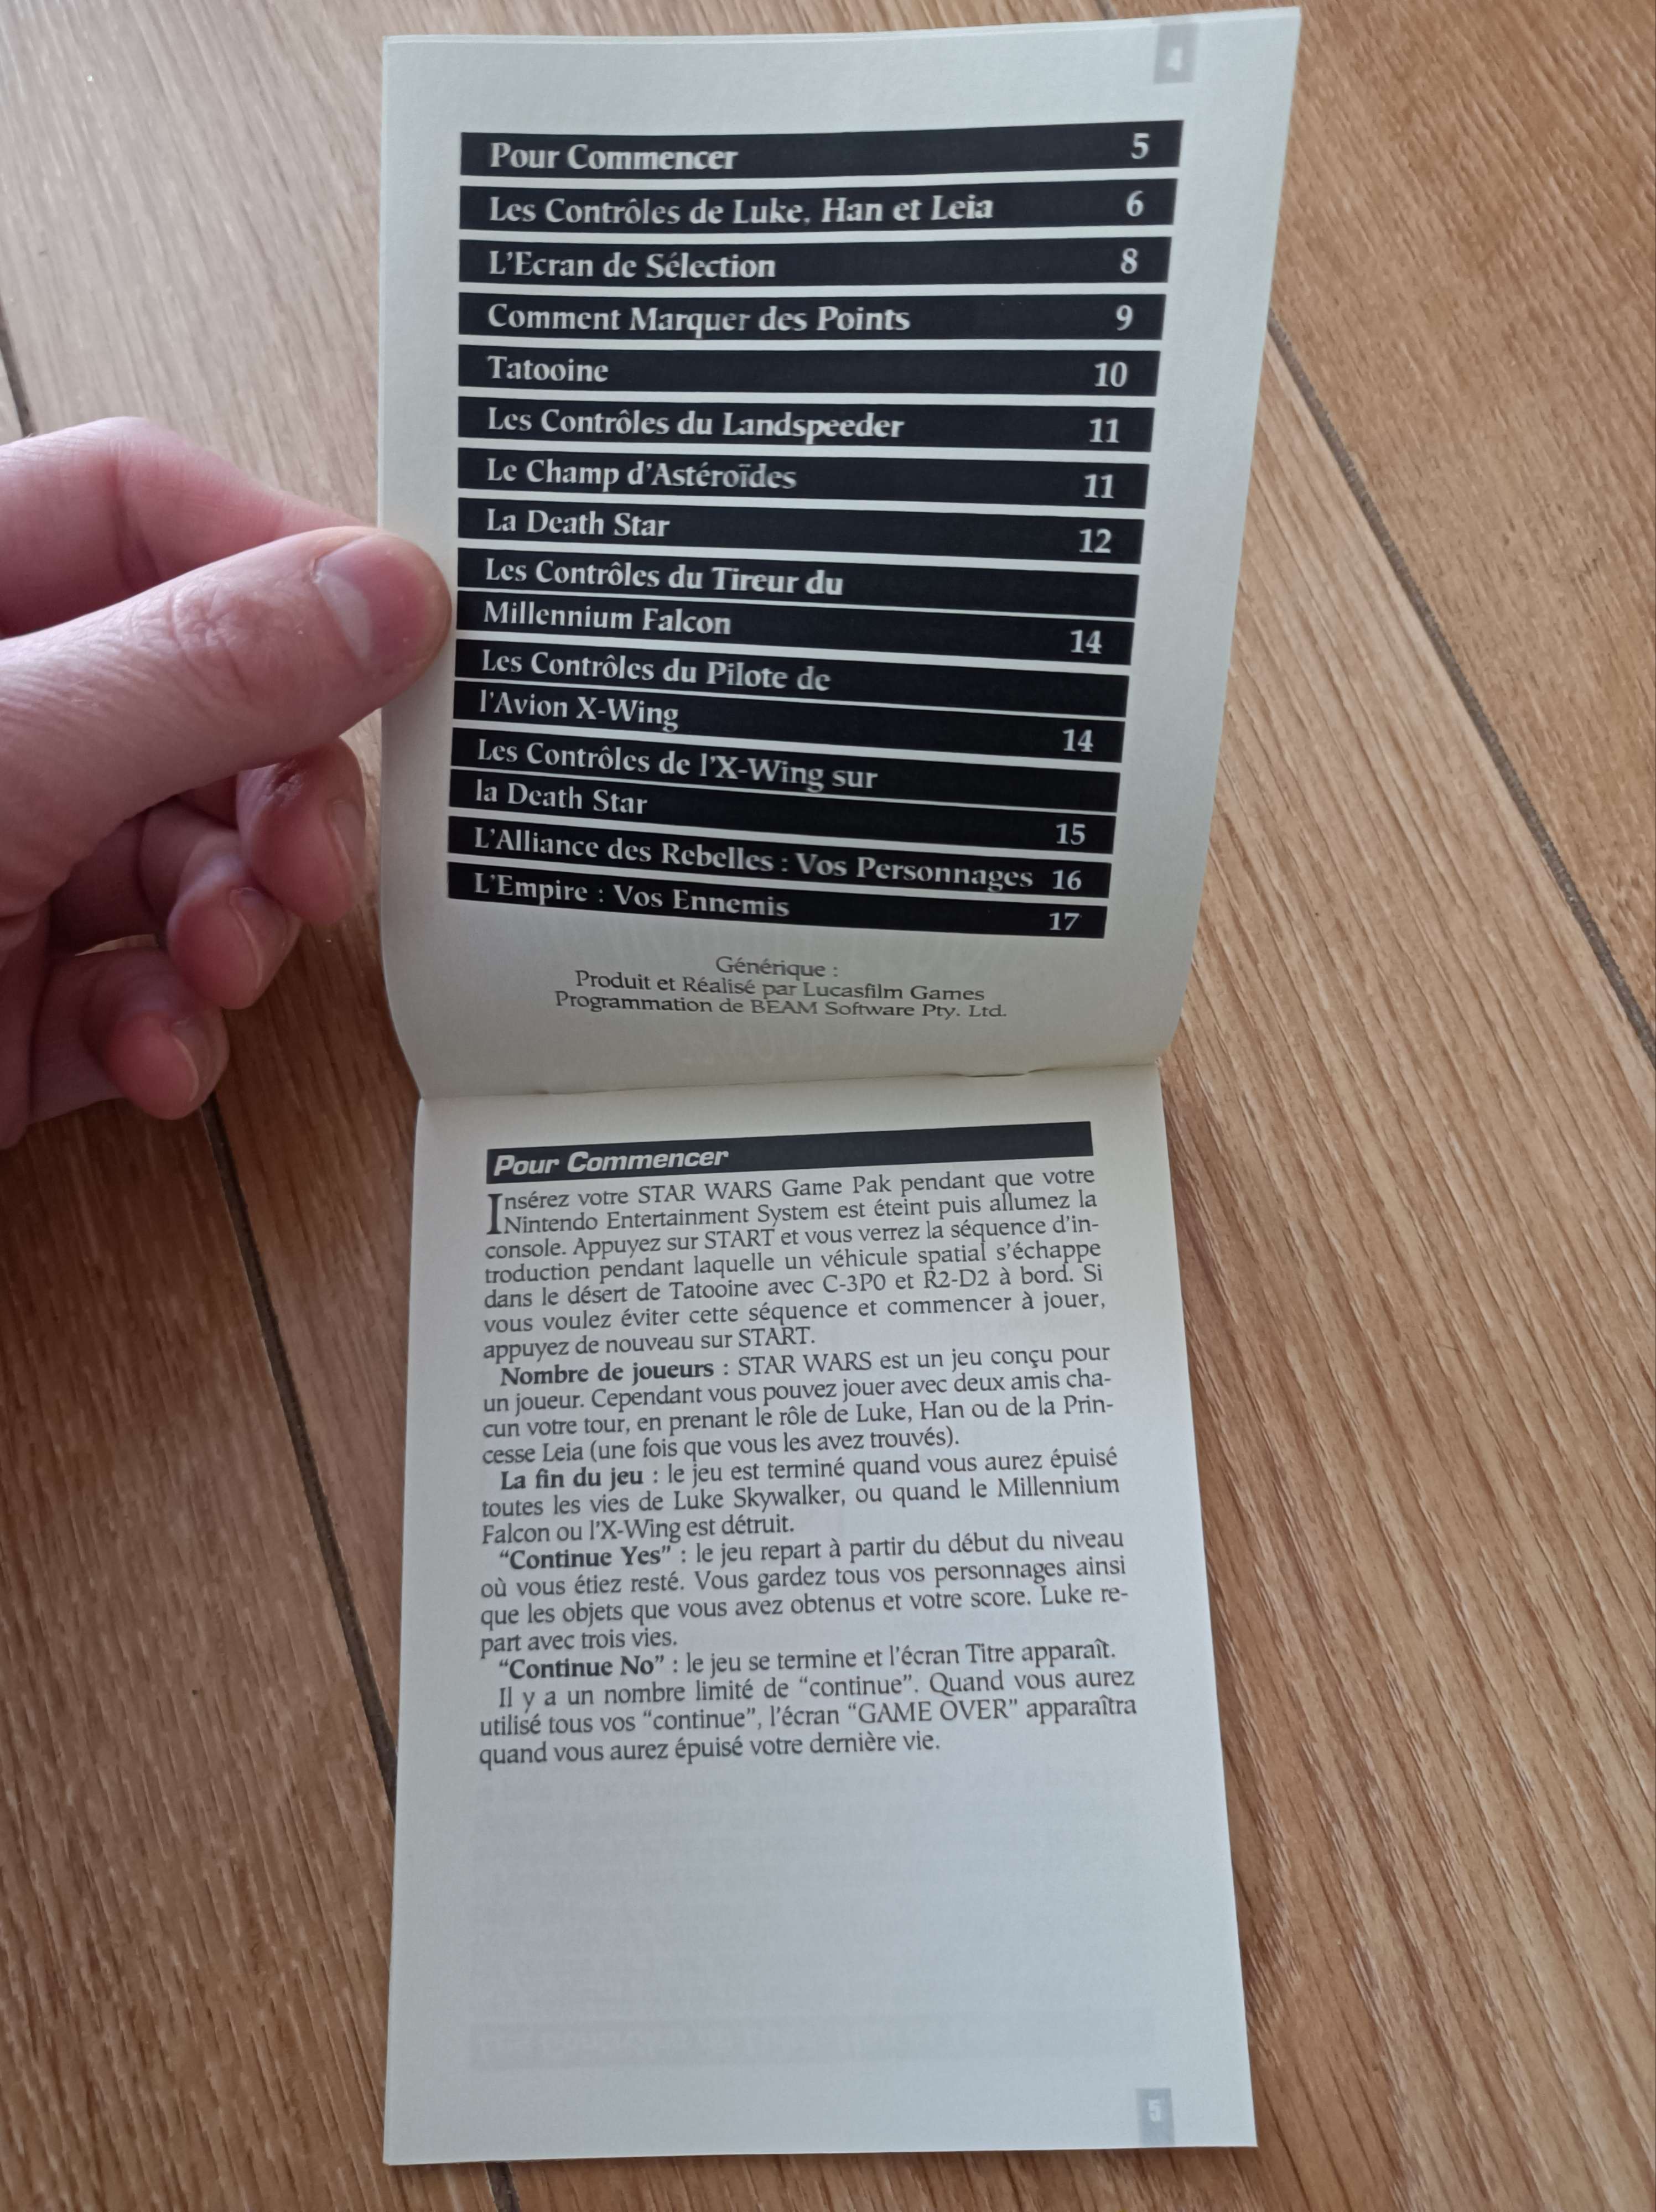 4
Pour Commencer 5
Les Contrôles de Luke, Han et Leia 6
L'Ecran de Sélection 8
Comment Marquer des Points 9
Tatooine 10
Les Contrôles du Landspeeder 11
Le Champ d'Astéroïdes 11
La Death Star 12
Les Contrôles du Tireur du
Millennium Falcon 14
Les Contrôles du Pilote de
l'Avion X-Wing 14
Les Contrôles de l'X-Wing sur
la Death Star 15
L'Alliance des Rebelles : Vos Personnages 16
L'Empire : Vos Ennemis 17
Générique :
Produit et Réalisé par Lucasfilm Games
Programmation de BEAM Software Pty. Ltd.
Pour Commencer
Insérez votre STAR WARS Game Pak pendant que votre
Nintendo Entertainment System est éteint puis allumez la
console. Appuyez sur START et vous verrez la séquence d'in-
troduction pendant laquelle un véhicule spatial s'échappe
dans le désert de Tatooine avec C-3P0 et R2-D2 à bord. Si
vous voulez éviter cette séquence et commencer à jouer,
appuyez de nouveau sur START.
Nombre de joueurs : STAR WARS est un jeu conçu pour
un joueur. Cependant vous pouvez jouer avec deux amis cha-
cun votre tour, en prenant le rôle de Luke, Han ou de la Prin-
cesse Leia (une fois que vous les avez trouvés).
La fin du jeu : le jeu est terminé quand vous aurez épuisé
toutes les vies de Luke Skywalker, ou quand le Millennium
Falcon ou l'X-Wing est détruit.
“Continue Yes” : le jeu repart à partir du début du niveau
où vous étiez resté. Vous gardez tous vos personnages ainsi
que les objets que vous avez obtenus et votre score. Luke re-
part avec trois vies.
“Continue No” : le jeu se termine et l'écran Titre apparaît.
Il y a un nombre limité de “continue”. Quand vous aurez
utilisé tous vos “continue”, l'écran “GAME OVER” apparaîtra
quand vous aurez épuisé votre dernière vie.
5